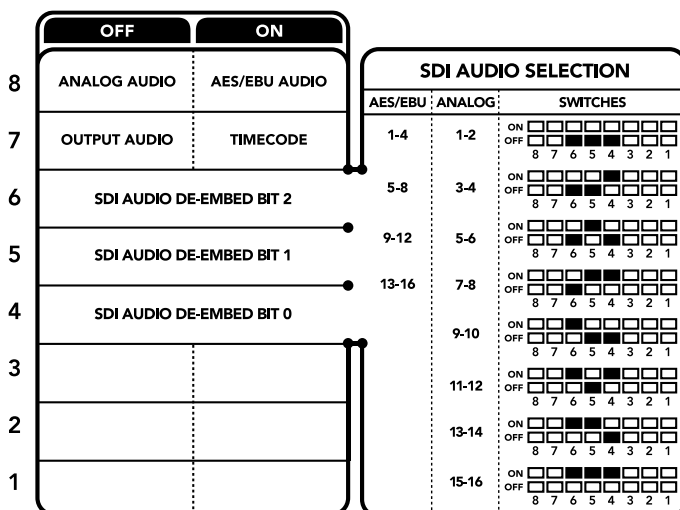 OFF ON
8 ANALOG AUDIO AES/EBU AUDIO
7 OUTPUT AUDIO TIMECODE
6 SDI AUDIO DE-EMBED BIT 2
5 SDI AUDIO DE-EMBED BIT 1
4 SDI AUDIO DE-EMBED BIT 0
3
2
1
SDI AUDIO SELECTION
AES/EBU ANALOG SWITCHES
1-4 1-2 ON
OFF
8 7 6 5 4 3 2 1
5-8 3-4 ON
OFF
8 7 6 5 4 3 2 1
9-12 5-6 ON
OFF
8 7 6 5 4 3 2 1
13-16 7-8 ON
OFF
8 7 6 5 4 3 2 1
9-10 ON
OFF
8 7 6 5 4 3 2 1
11-12 ON
OFF
8 7 6 5 4 3 2 1
13-14 ON
OFF
8 7 6 5 4 3 2 1
15-16 ON
OFF
8 7 6 5 4 3 2 1